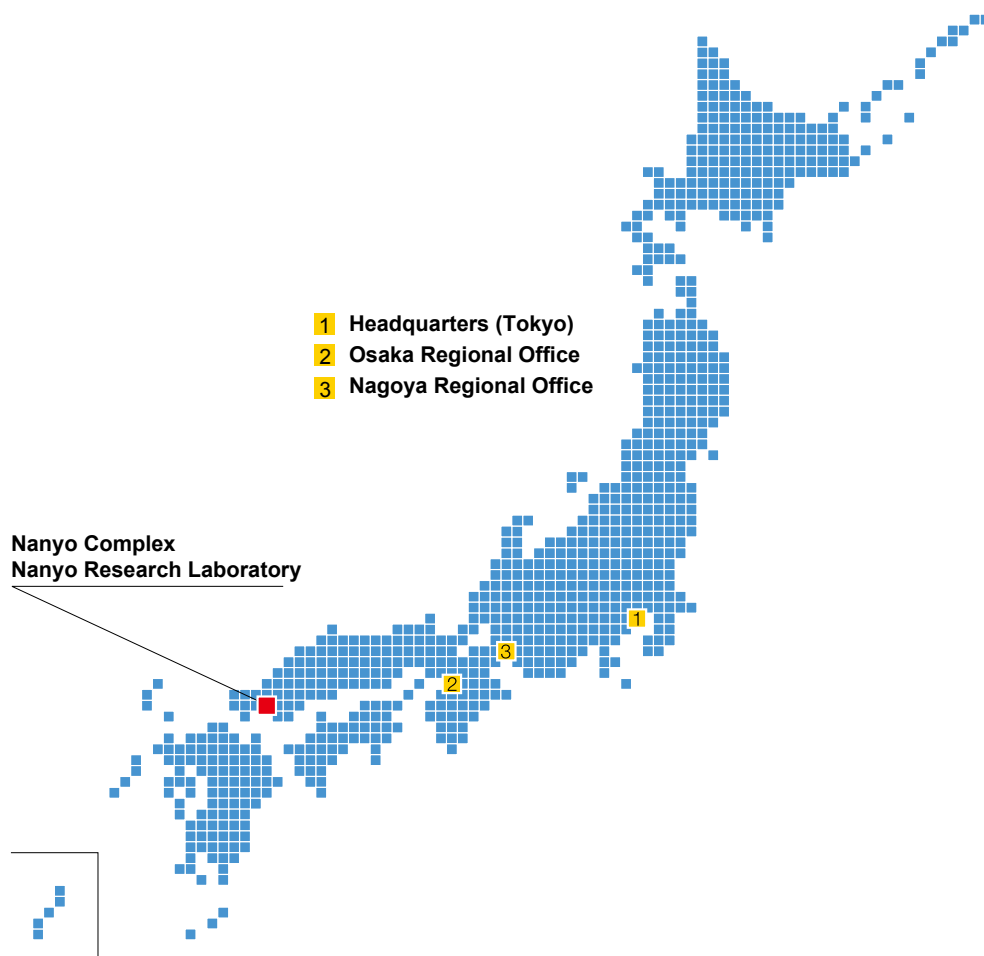 1 Headquarters (Tokyo)
2 Osaka Regional Office
3 Nagoya Regional Office
Nanyo Complex
Nanyo Research Laboratory
1
3
2